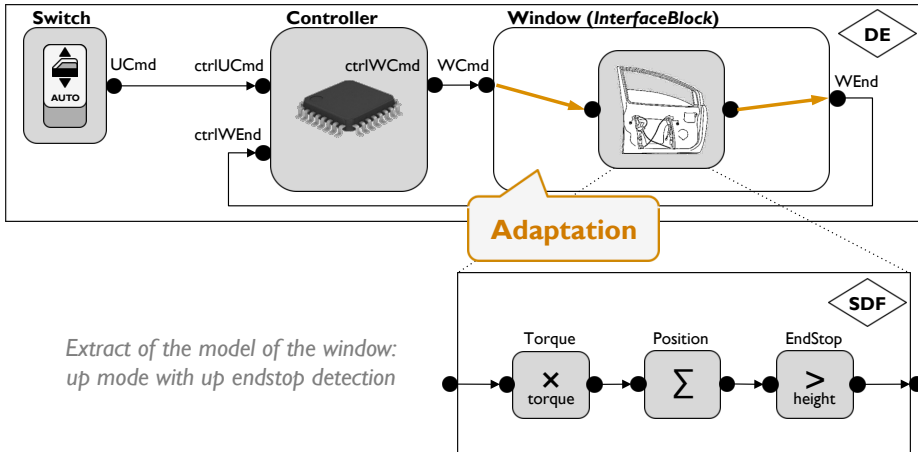 Switch
Controller
Window (InterfaceBlock)
DE
AUTO
UCmd
ctrlUCmd
ctrlWCmd
WCmd
WEnd
ctrlWEnd
Adaptation
SDF
Extract of the model of the window:
up mode with up endstop detection
Torque
Position
EndStop
×
torque
Σ
>
height